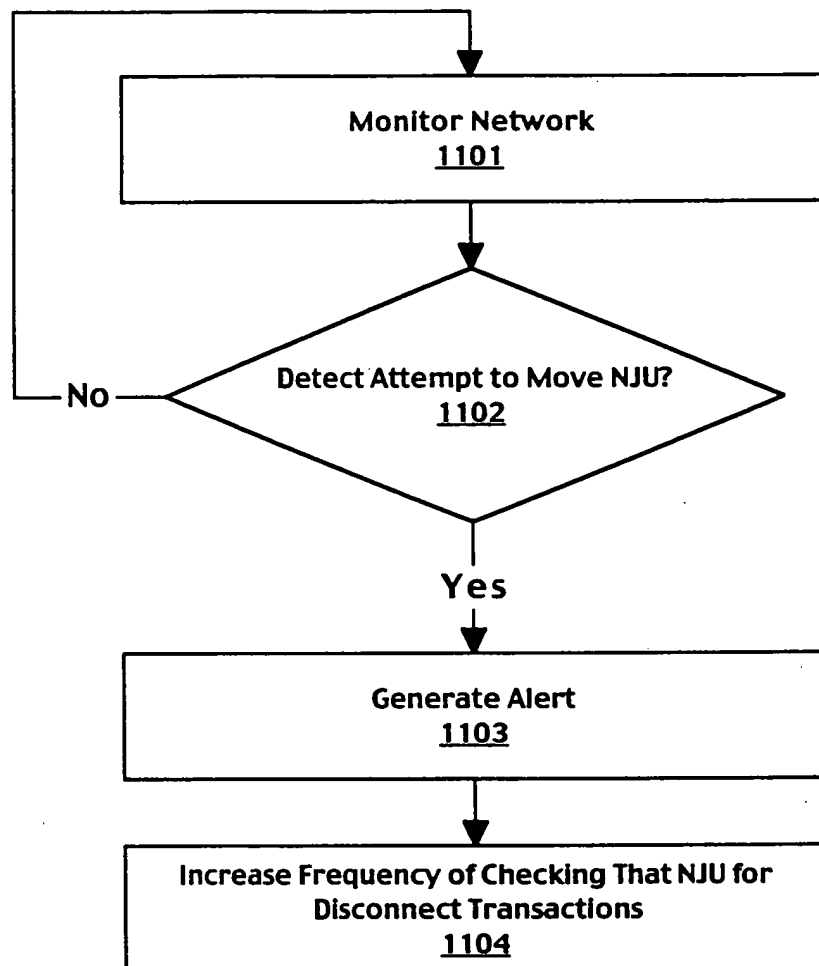 Monitor Network
1101
Detect Attempt to Move NJU?
1102
No
Yes
Generate Alert
1103
Increase Frequency of Checking That NJU for
Disconnect Transactions
1104